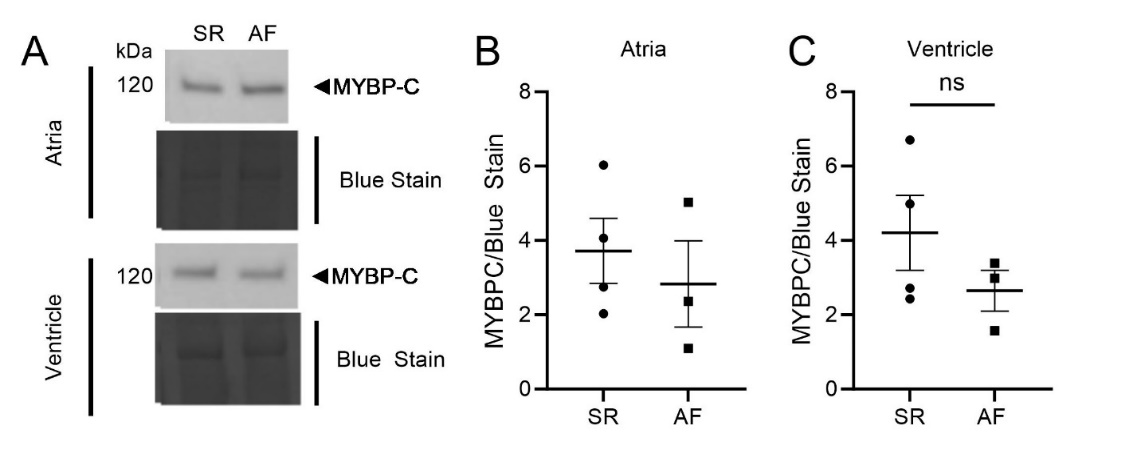 A
SR AF
kDa
120
MYBP-C
Atria
Blue Stain
120
MYBP-C
Ventricle
Blue Stain
B
Atria
MYBPC/Blue Stain
8
6
4
2
0
SR AF
C
Ventricle
ns
MYBPC/Blue Stain
8
6
4
2
0
SR AF